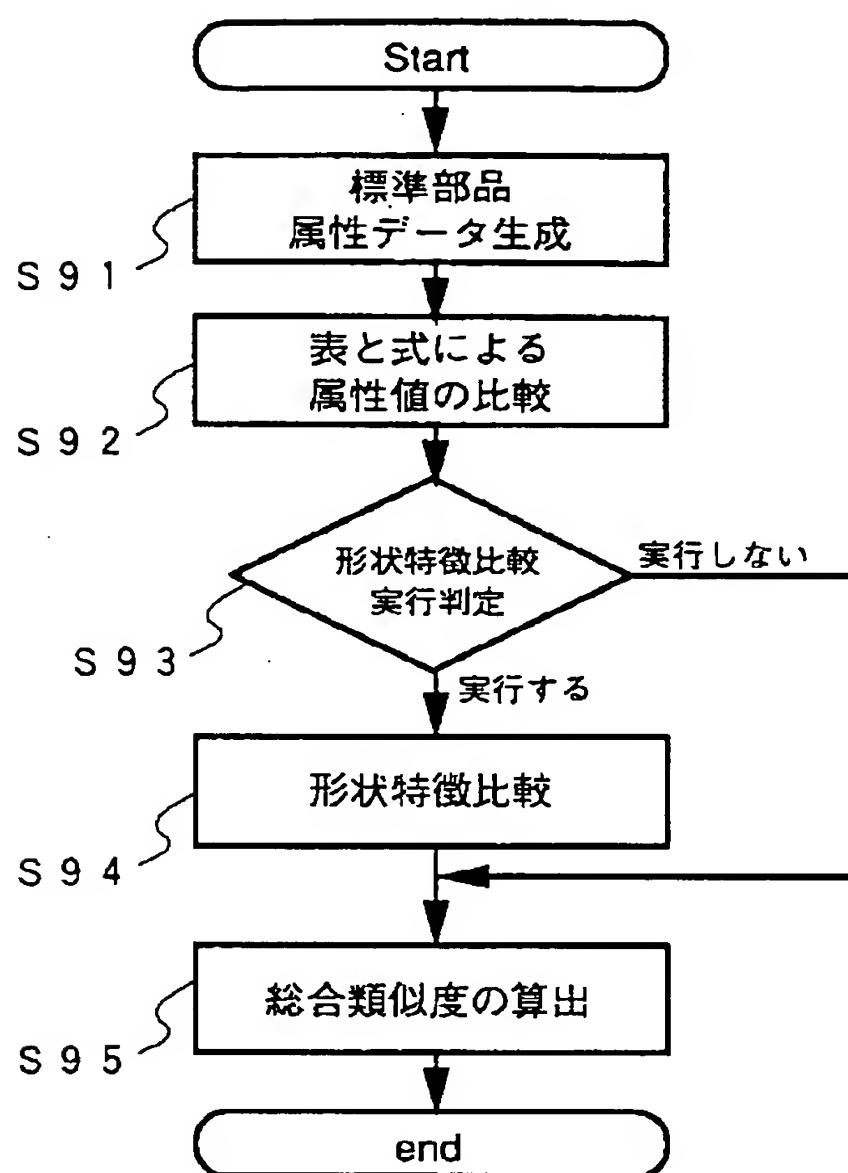 Start
標準部品
属性データ生成
S91
表と式による
属性値の比較
S92
形状特徴比較
実行判定
実行しない
S93
実行する
形状特徴比較
S94
総合類似度の算出
S95
end